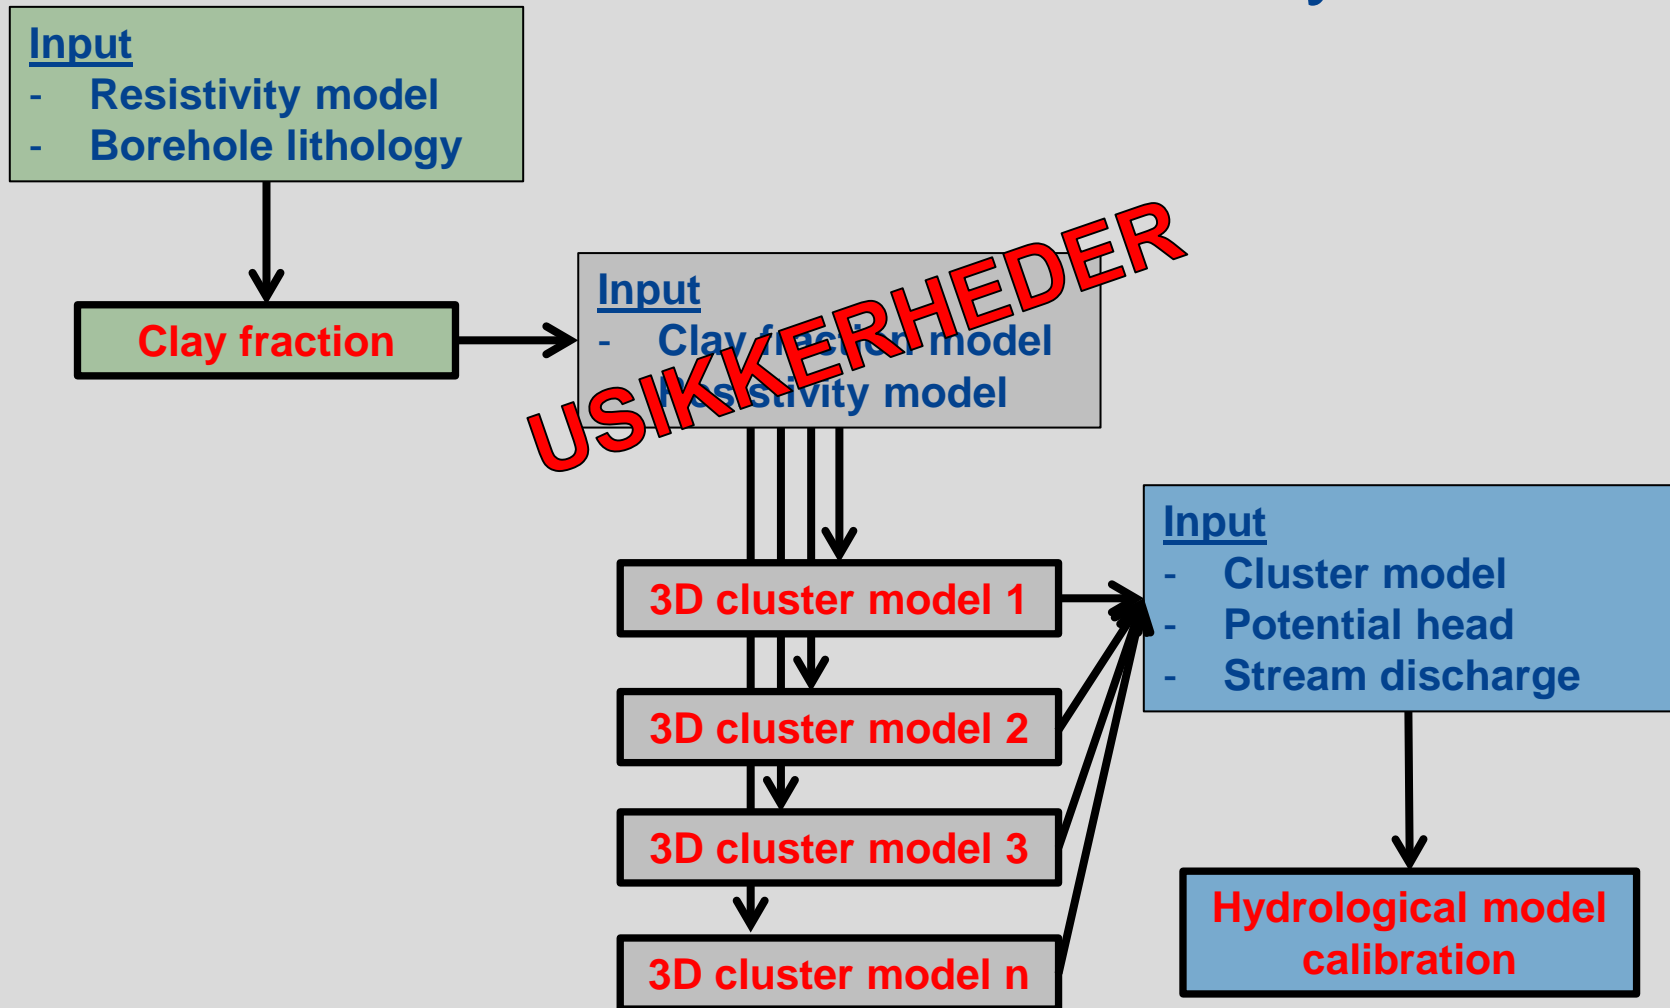 Input
- Resistivity model
- Borehole lithology
Clay fraction
Input
- Clay fraction model
Resistivity model
USIKKERHEDER
3D cluster model 1
3D cluster model 2
3D cluster model 3
3D cluster model n
Input
- Cluster model
- Potential head
- Stream discharge
Hydrological model
calibration